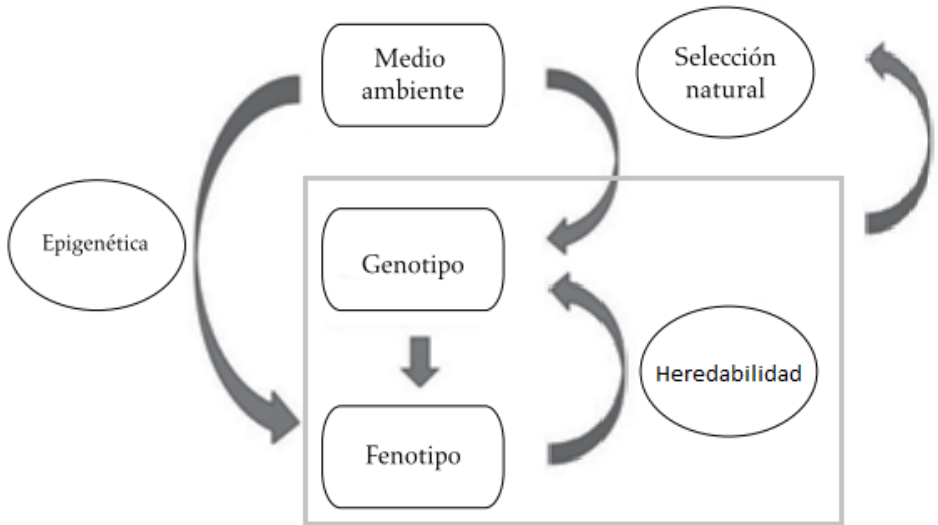 Medio
ambiente
Selección
natural
Epigenética
Genotipo
Heredabilidad
Fenotipo